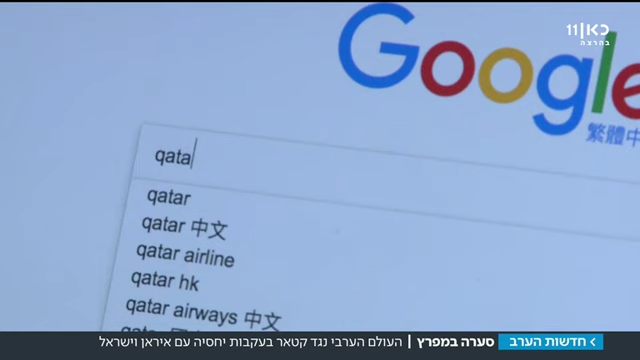 כאן 11
בהרצה
Google
繁體中
qata
qatar
qatar 中文
qatar airline
qatar hk
qatar airways 中文
qatar
חדשות הערב
סערה במפרץ | העולם הערבי נגד קטאר בעקבות יחסיה עם איראן וישראל